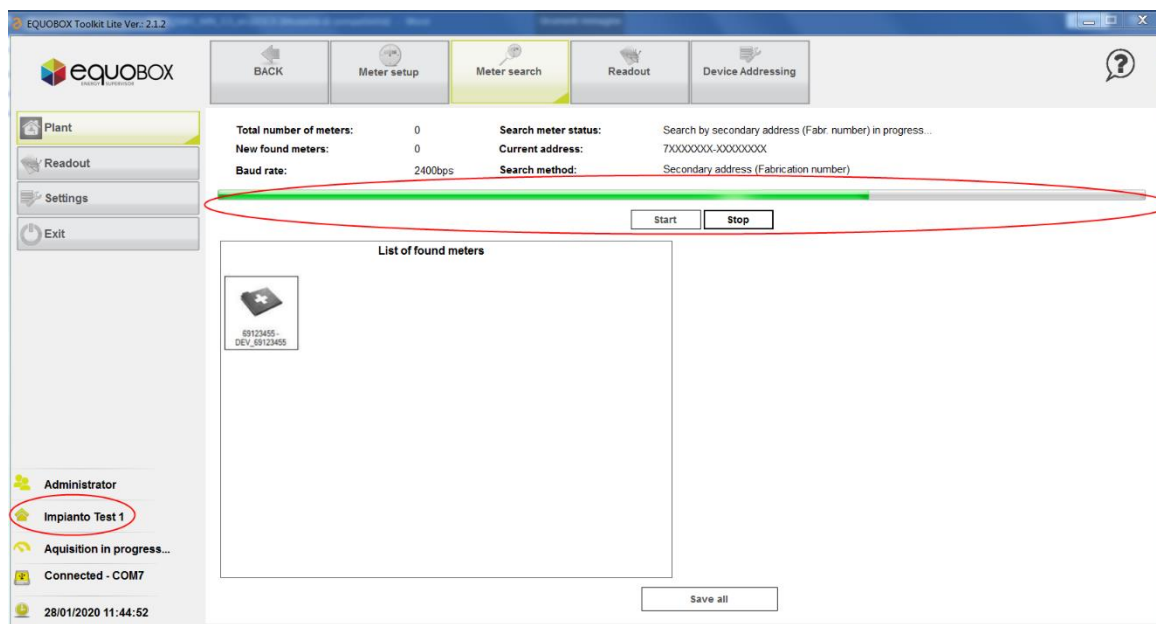 EQUOBOX Toolkit Lite Ver.: 2.1.2
equoBOX
ENERGY SUPERVISOR
BACK
Meter setup
Meter search
Readout
Device Addressing
Plant
Readout
Settings
Exit
Total number of meters: 0 Search meter status: Search by secondary address (Fabr. number) in progress...
New found meters: 0 Current address: 7XXXXXXX-XXXXXXXX
Baud rate: 2400bps Search method: Secondary address (Fabrication number)
Start Stop
List of found meters
69123455 -
DEV_69123455
Administrator
Impianto Test 1
Aquisition in progress...
Connected - COM7
28/01/2020 11:44:52
Save all